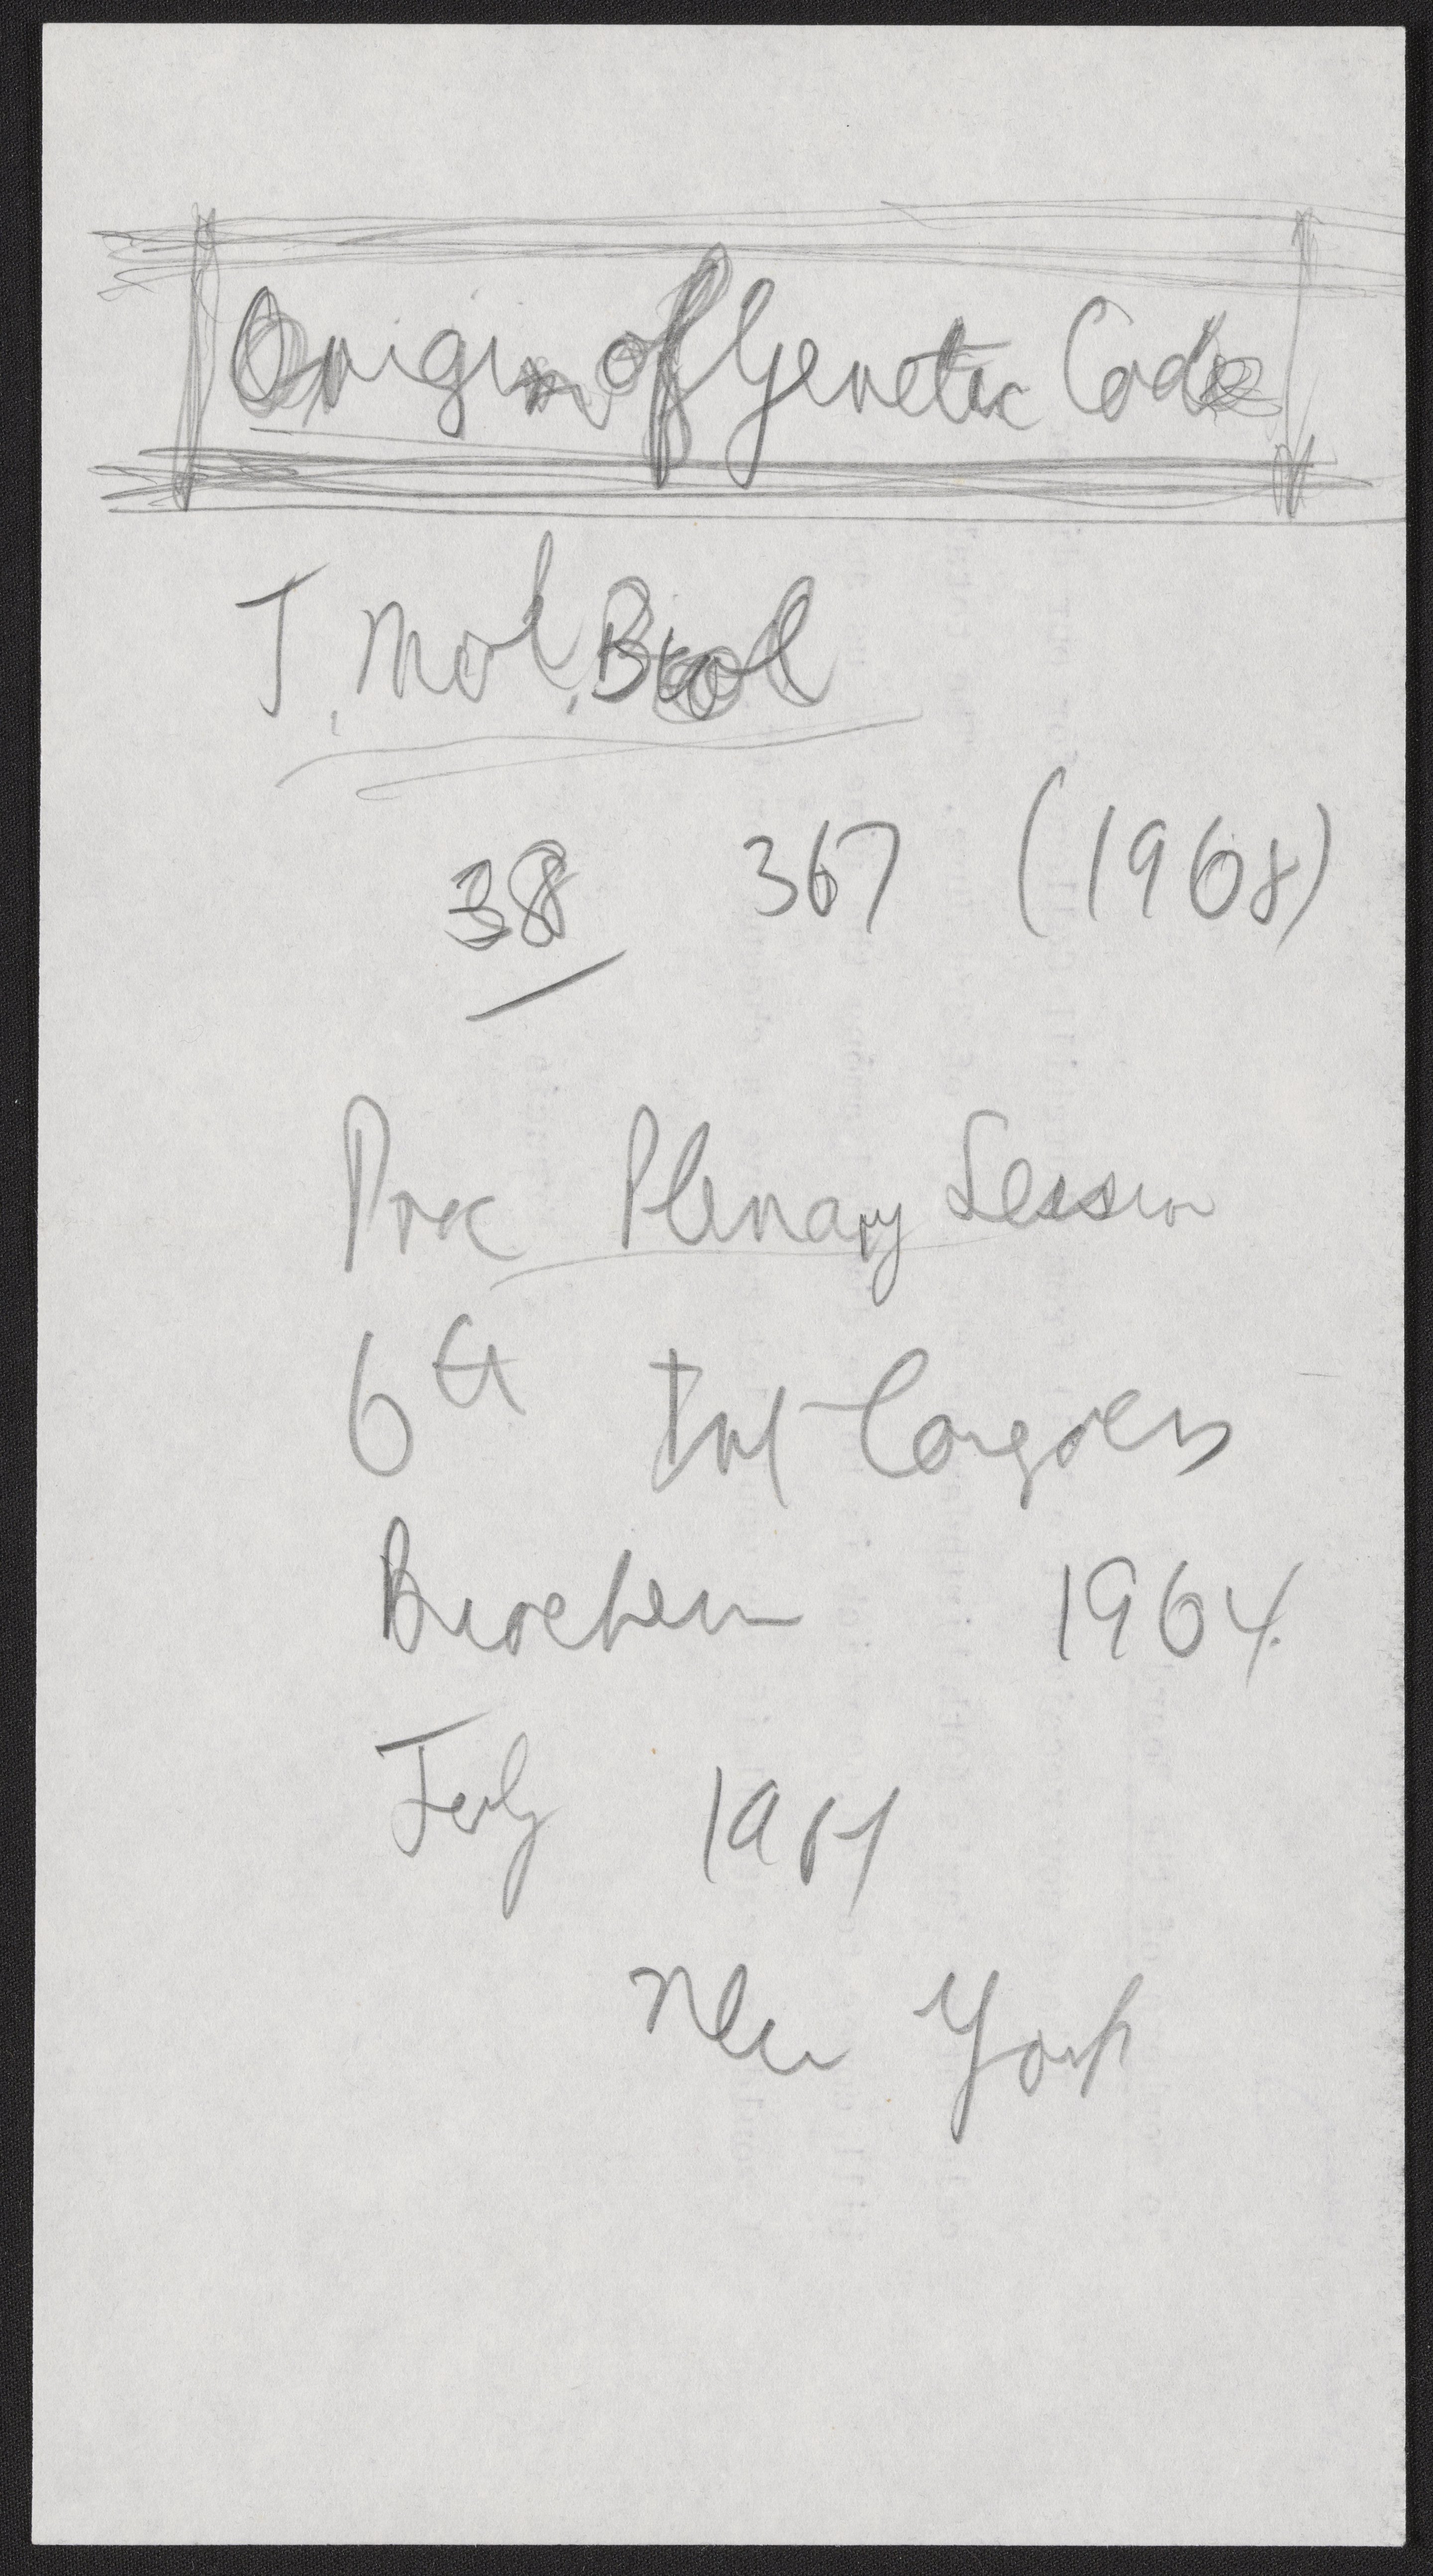 Origin of Genetic Code
J. Mol. Biol
38 367 (1968)
Proc Plenary Session
6th Int Congress
Biochem 1964.
July 1964
New York